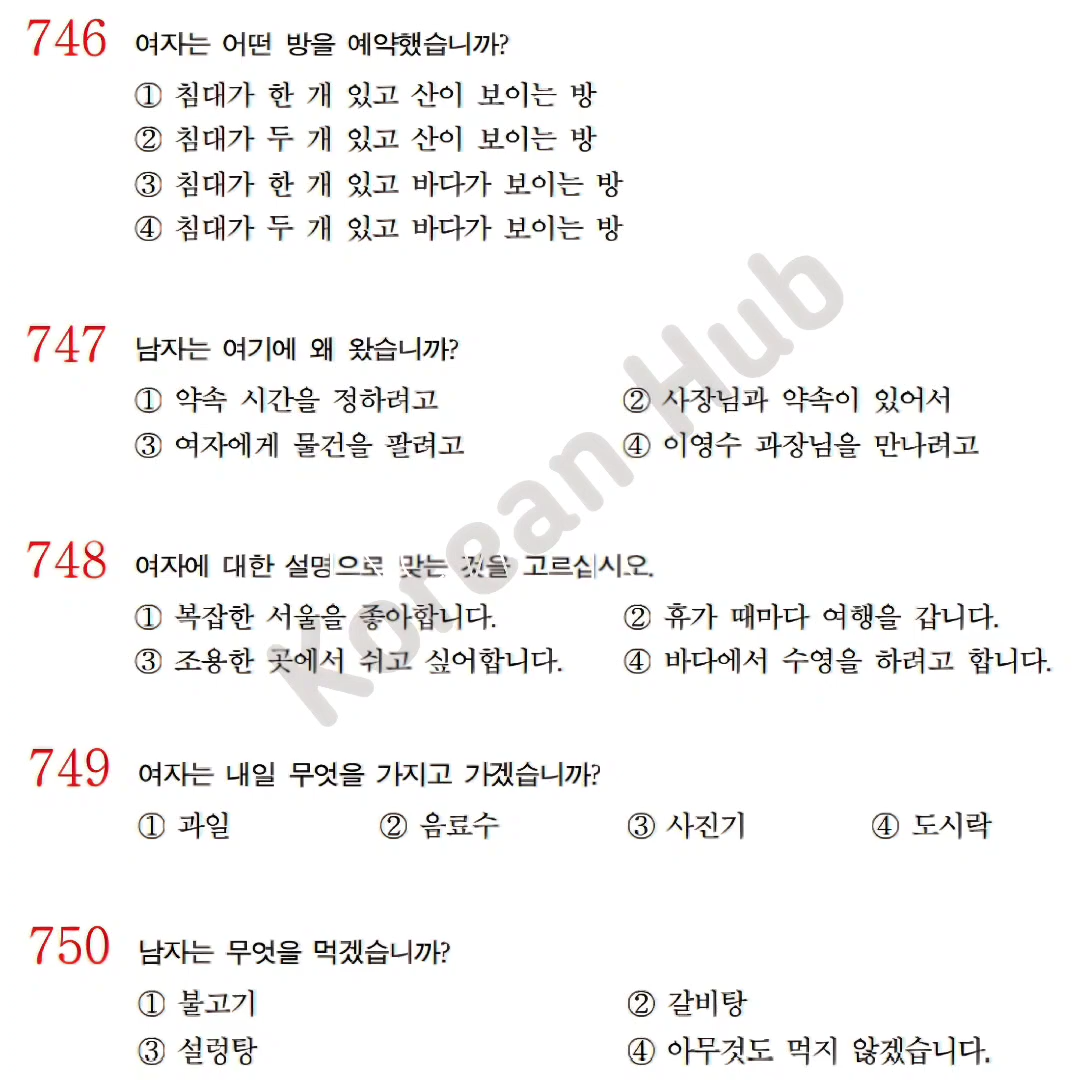 746 여자는 어떤 방을 예약했습니까?
① 침대가 한 개 있고 산이 보이는 방
② 침대가 두 개 있고 산이 보이는 방
③ 침대가 한 개 있고 바다가 보이는 방
④ 침대가 두 개 있고 바다가 보이는 방
747 남자는 여기에 왜 왔습니까?
① 약속 시간을 정하려고 ② 사장님과 약속이 있어서
③ 여자에게 물건을 팔려고 ④ 이영수 과장님을 만나려고
748 여자에 대한 설명으로 맞는 것을 고르십시오.
① 복잡한 서울을 좋아합니다. ② 휴가 때마다 여행을 갑니다.
③ 조용한 곳에서 쉬고 싶어합니다. ④ 바다에서 수영을 하려고 합니다.
749 여자는 내일 무엇을 가지고 가겠습니까?
① 과일 ② 음료수 ③ 사진기 ④ 도시락
750 남자는 무엇을 먹겠습니까?
① 불고기 ② 갈비탕
③ 설렁탕 ④ 아무것도 먹지 않겠습니다.
Korean Hub